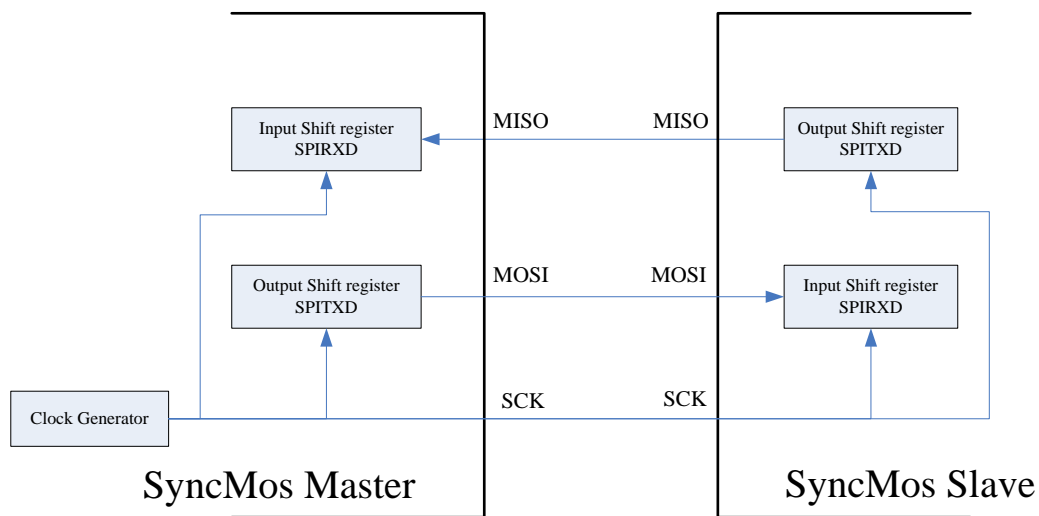 MISO
MISO
Input Shift register
SPIRXD
Output Shift register
SPITXD
MOSI
MOSI
Output Shift register
SPITXD
Input Shift register
SPIRXD
SCK
SCK
Clock Generator
SyncMos Master
SyncMos Slave